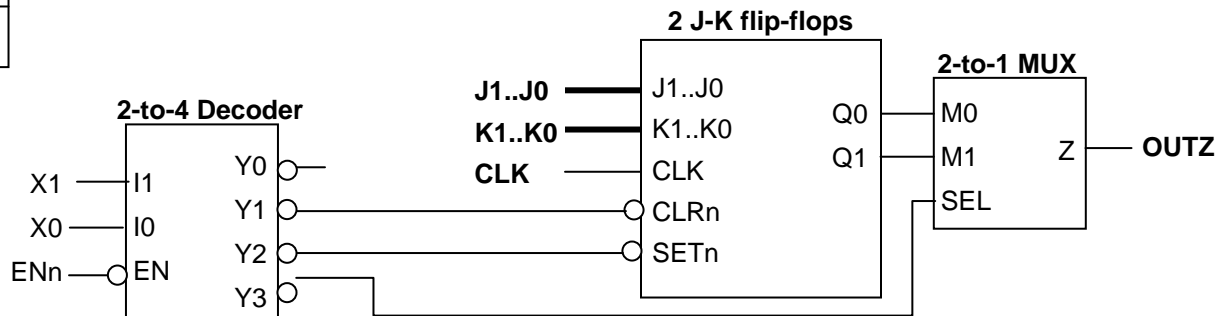 2 J-K flip-flops
2-to-1 MUX
2-to-4 Decoder
J1..J0
K1..K0
CLK
J1..J0
K1..K0
CLK
CLRn
SETn
Q0
Q1
M0
M1
SEL
Z
OUTZ
X1
X0
ENn
I1
I0
EN
Y0
Y1
Y2
Y3